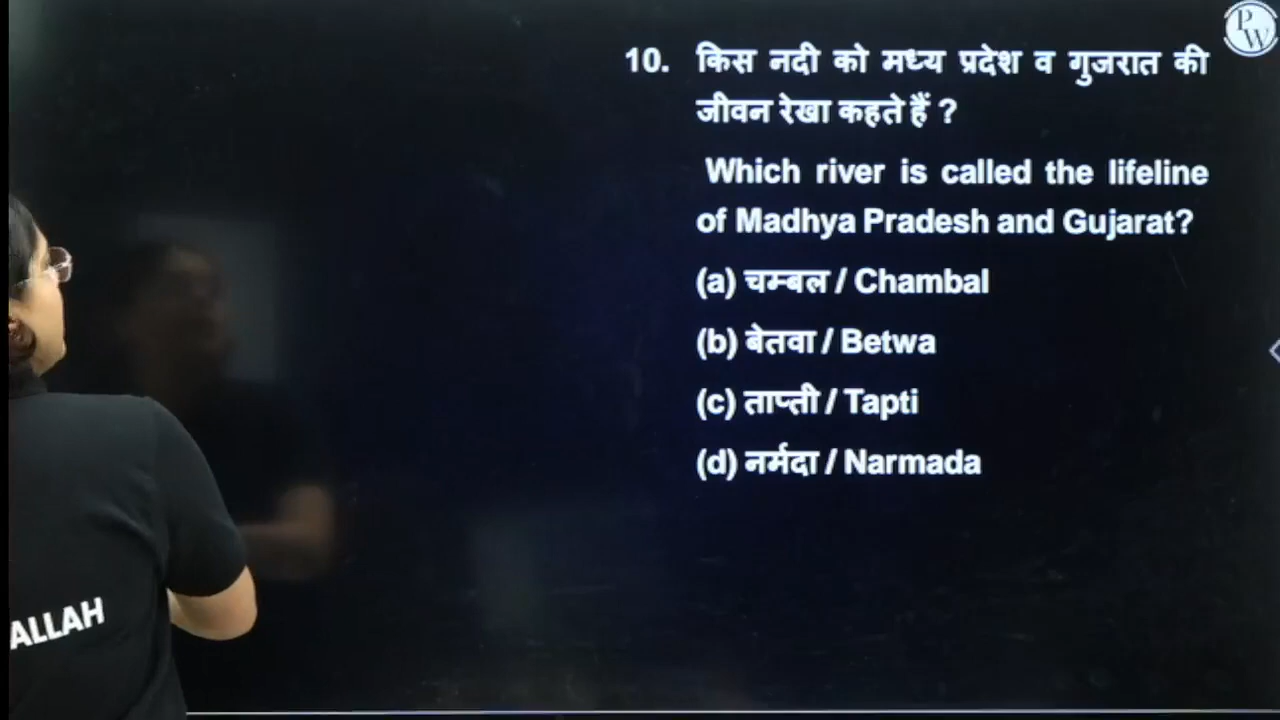 PW
10. किस नदी को मध्य प्रदेश व गुजरात की
जीवन रेखा कहते हैं ?
Which river is called the lifeline
of Madhya Pradesh and Gujarat?
(a) चम्बल / Chambal
(b) बेतवा / Betwa
(c) ताप्ती / Tapti
(d) नर्मदा / Narmada
ALLAH